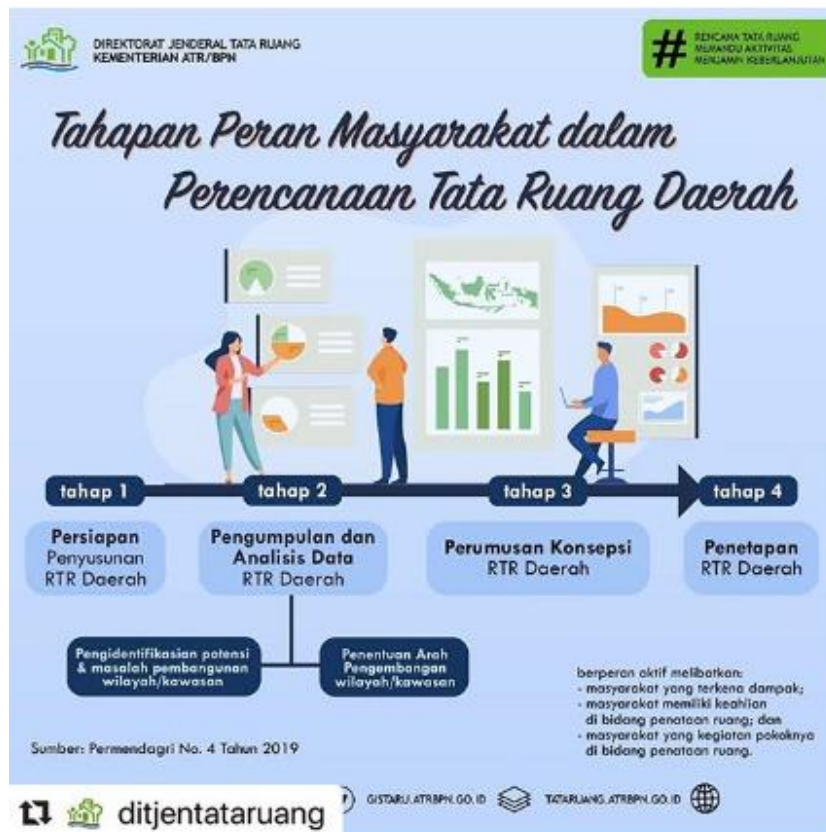 DIREKTORAT JENDERAL TATA RUANG
KEMENTERIAN ATR/BPN
#
RENCANA TATA RUANG
MEMANDU AKTIVITAS
MENJAMIN KEBERLANJUTAN
Tahapan Peran Masyarakat dalam
Perencanaan Tata Ruang Daerah
tahap 1
tahap 2
tahap 3
tahap 4
Persiapan
Penyusunan
RTR Daerah
Pengumpulan dan
Analisis Data
RTR Daerah
Perumusan Konsepsi
RTR Daerah
Penetapan
RTR Daerah
Pengidentifikasian potensi
& masalah pembangunan
wilayah/kawasan
Penentuan Arah
Pengembangan
wilayah/kawasan
berperan aktif melibatkan:
- masyarakat yang terkena dampak;
- masyarakat memiliki keahlian
di bidang penataan ruang; dan
- masyarakat yang kegiatan pokoknya
di bidang penataan ruang.
Sumber: Permendagri No. 4 Tahun 2019
GISTARU.ATRBPN.GO.ID
TATARUANG.ATRBPN.GO.ID
ditjentataruang